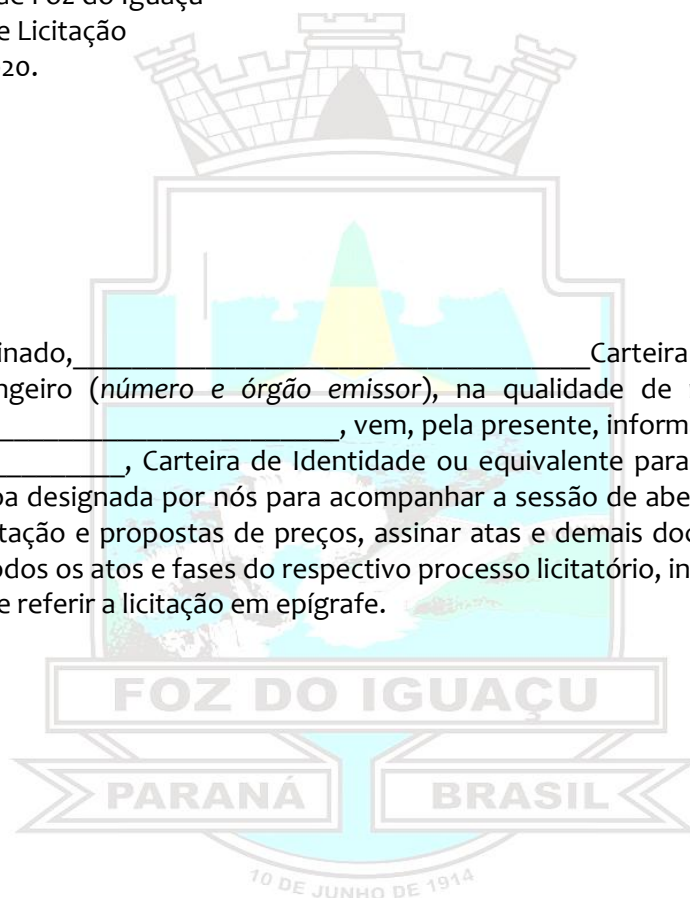 de Foz do Iguaçu
e Licitação
20.
inado,___________________________________Carteira
ngeiro (número e órgão emissor), na qualidade de
_______________________, vem, pela presente, inform
_________, Carteira de Identidade ou equivalente para
oa designada por nós para acompanhar a sessão de abe
tação e propostas de preços, assinar atas e demais doc
odos os atos e fases do respectivo processo licitatório, in
e referir a licitação em epígrafe.
FOZ DO IGUAÇU
PARANÁ BRASIL
10 DE JUNHO DE 1914